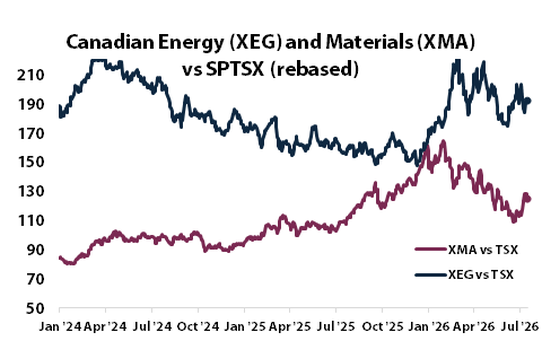 Canadian Energy (XEG) and Materials (XMA)
vs SPTSX (rebased)
210
190
170
150
130
110
90
70
50
XMA vs TSX
XEG vs TSX
Jan '24 Apr '24 Jul '24 Oct '24 Jan '25 Apr '25 Jul '25 Oct '25 Jan '26 Apr '26 Jul '26